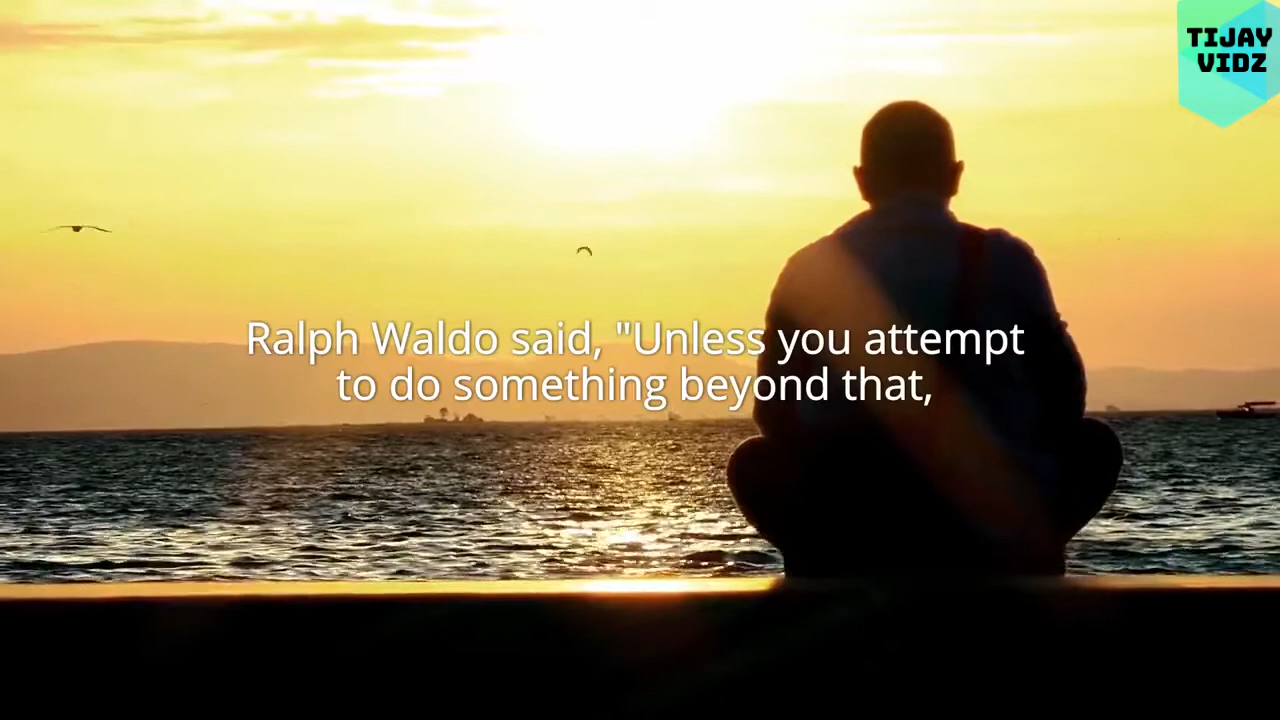 TIJAY
VIDZ
Ralph Waldo said, "Unless you attempt
to do something beyond that,